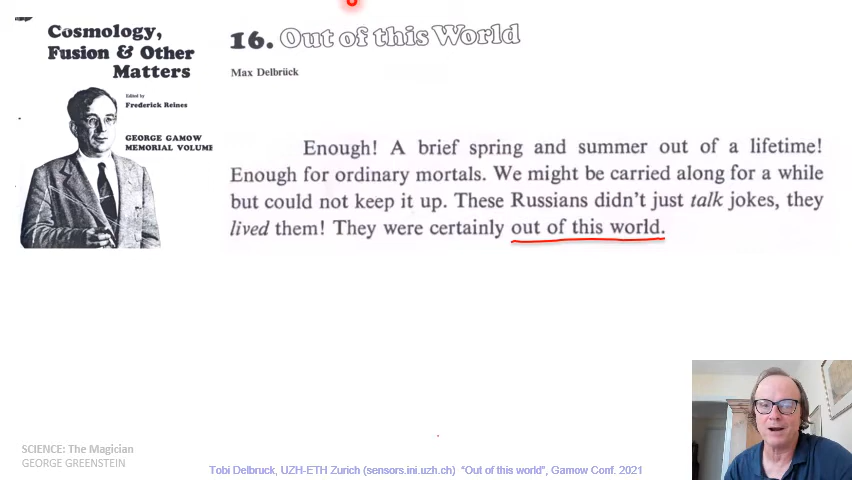 Cosmology,
Fusion & Other
Matters
Edited by
Frederick Reines
GEORGE GAMOW
MEMORIAL VOLUME
16. Out of this World
Max Delbrück
Enough! A brief spring and summer out of a lifetime!
Enough for ordinary mortals. We might be carried along for a while
but could not keep it up. These Russians didn't just talk jokes, they
lived them! They were certainly out of this world.
SCIENCE: The Magician
GEORGE GREENSTEIN
Tobi Delbruck, UZH-ETH Zurich (sensors.ini.uzh.ch) "Out of this world", Gamow Conf. 2021